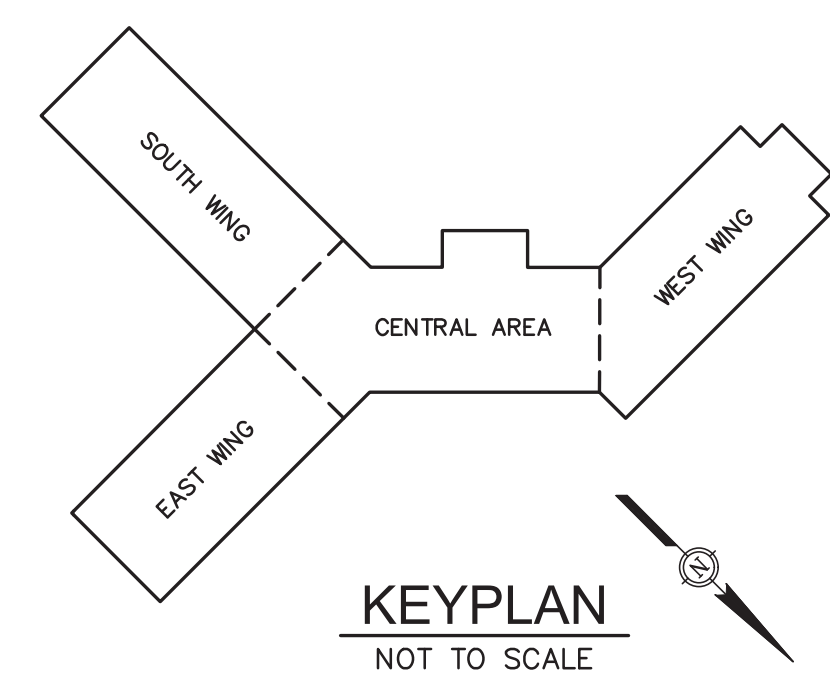 SOUTH WING
WEST WING
CENTRAL AREA
EAST WING
N
KEYPLAN
NOT TO SCALE